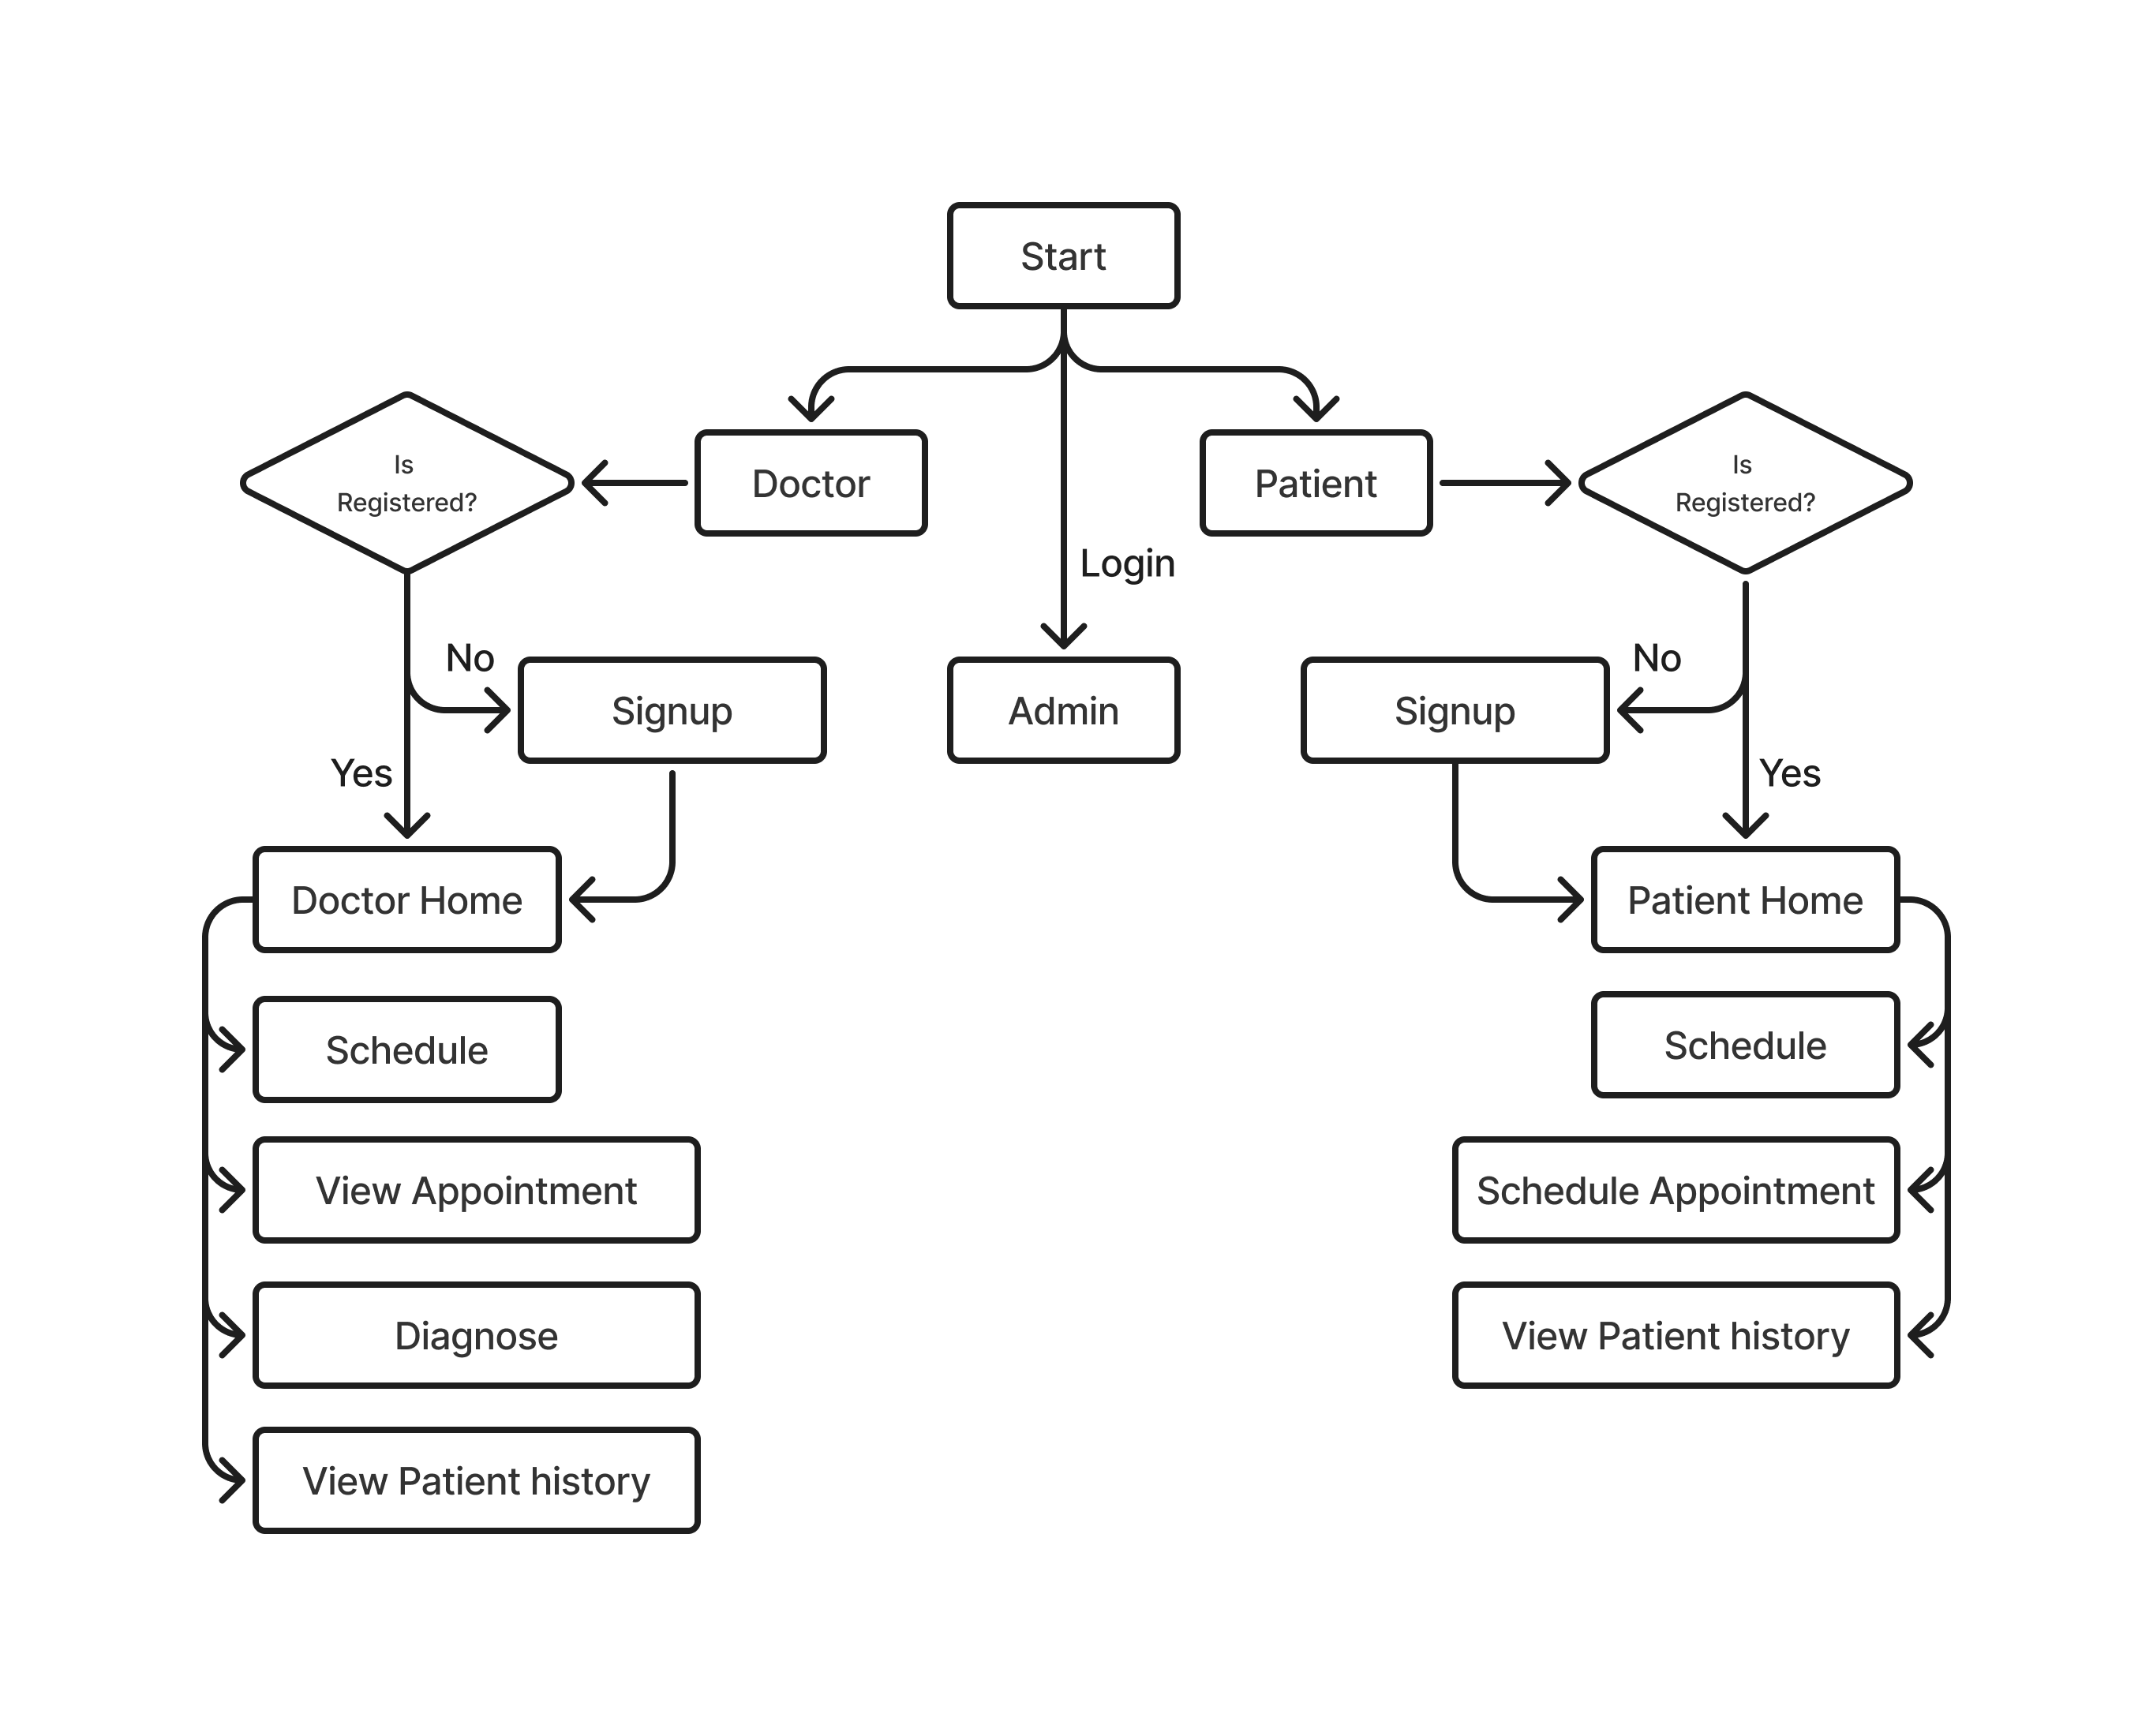 Start
Is
Registered?
Doctor
Patient
Is
Registered?
Login
No
Signup
Admin
Signup
No
Yes
Yes
Doctor Home
Patient Home
Schedule
Schedule
View Appointment
Schedule Appointment
Diagnose
View Patient history
View Patient history